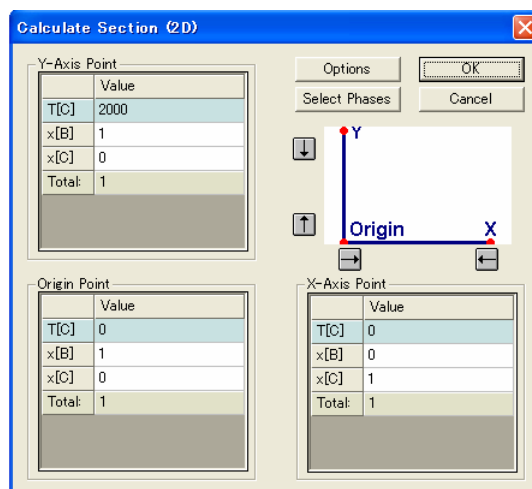 Calculate Section (2D)
Y-Axis Point
Value
T[C] 2000
x[B] 1
x[C] 0
Total: 1
Options OK
Select Phases Cancel
Y
Origin X
Origin Point
Value
T[C] 0
x[B] 1
x[C] 0
Total: 1
X-Axis Point
Value
T[C] 0
x[B] 0
x[C] 1
Total: 1